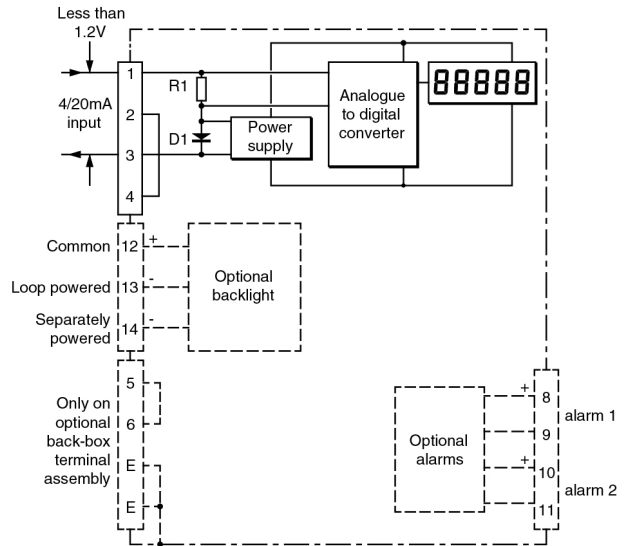 Less than
1.2V
4/20mA
input
1
2
3
4
R1
D1
Power
supply
Analogue
to digital
converter
88888
Common
Loop powered
Separately
powered
12
13
14
+
-
-
Optional
backlight
Only on
optional
back-box
terminal
assembly
5
6
E
E
Optional
alarms
+
+
8
9
10
11
alarm 1
alarm 2